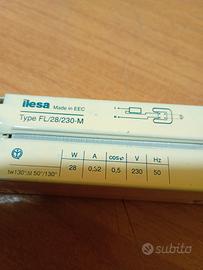 ilesa Made in EEC
Type FL/28/230-M
W A cosφ V Hz
28 0,32 0,5 230 50
tw130°Δt 50°/130°
subito